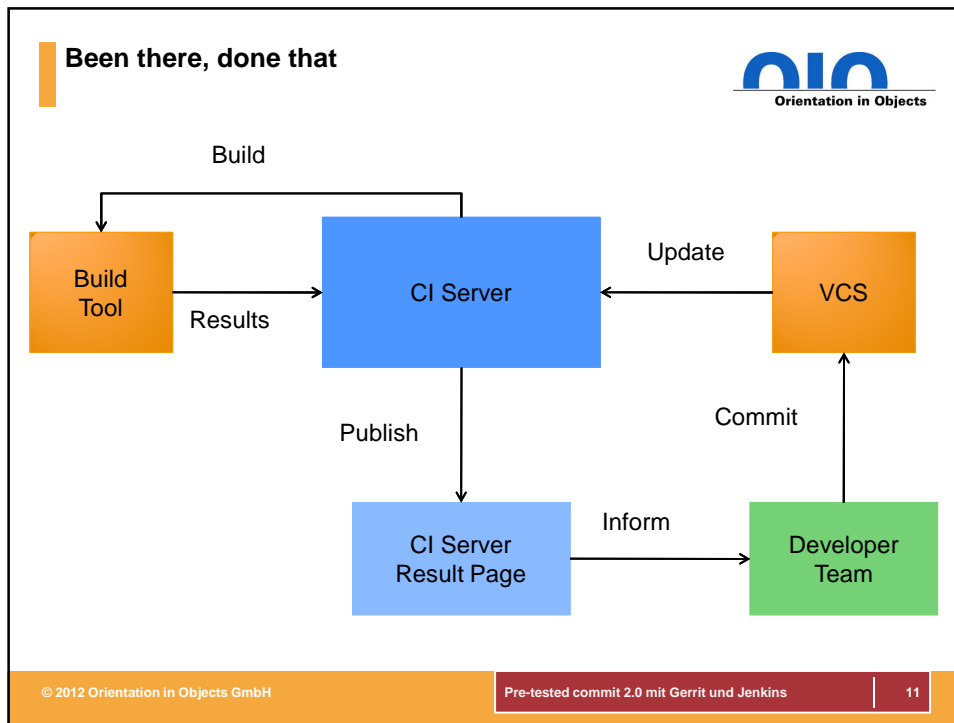 Been there, done that
Orientation in Objects
Build
Build
Tool
Results
CI Server
Update
VCS
Publish
Commit
CI Server
Result Page
Inform
Developer
Team
© 2012 Orientation in Objects GmbH
Pre-tested commit 2.0 mit Gerrit und Jenkins
11